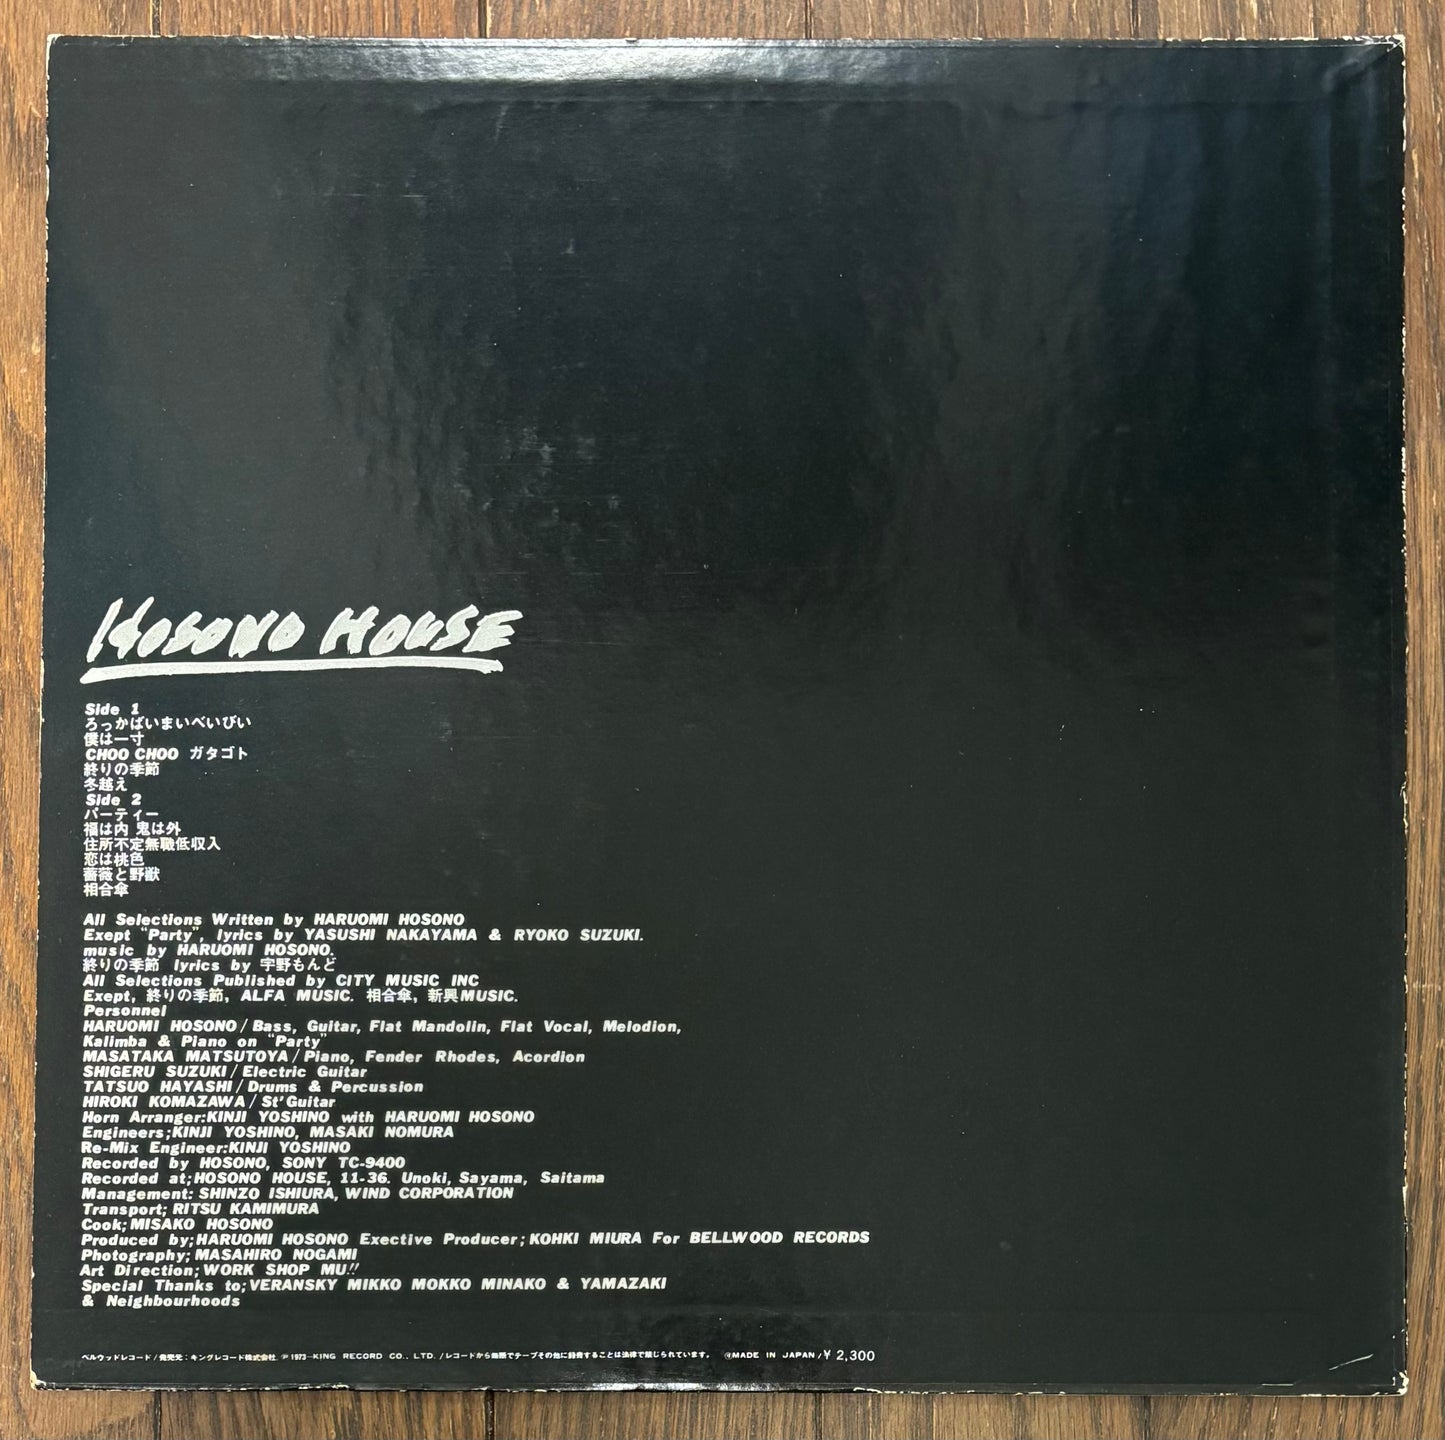 HOSONO HOUSE
Side 1
ろっかばいまいべいびい
僕は一寸
CHOO CHOO ガタゴト
終りの季節
冬越え
Side 2
パーティー
福は内 鬼は外
住所不定無職低収入
恋は桃色
薔薇と野獣
相合傘
All Selections Written by HARUOMI HOSONO
Exept "Party", lyrics by YASUSHI NAKAYAMA & RYOKO SUZUKI.
music by HARUOMI HOSONO.
終りの季節 lyrics by 宇野もんど
All Selections Published by CITY MUSIC INC
Exept, 終りの季節, ALFA MUSIC. 相合傘, 新興MUSIC.
Personnel
HARUOMI HOSONO/Bass, Guitar, Flat Mandolin, Flat Vocal, Melodion,
Kalimba & Piano on "Party"
MASATAKA MATSUTOYA/Piano, Fender Rhodes, Acordion
SHIGERU SUZUKI/Electric Guitar
TATSUO HAYASHI/Drums & Percussion
HIROKI KOMAZAWA/St'Guitar
Horn Arranger:KINJI YOSHINO with HARUOMI HOSONO
Engineers;KINJI YOSHINO, MASAKI NOMURA
Re-Mix Engineer:KINJI YOSHINO
Recorded by HOSONO, SONY TC-9400
Recorded at;HOSONO HOUSE, 11-36. Unoki, Sayama, Saitama
Management: SHINZO ISHIURA, WIND CORPORATION
Transport; RITSU KAMIMURA
Cook; MISAKO HOSONO
Produced by;HARUOMI HOSONO Exective Producer; KOHKI MIURA For BELLWOOD RECORDS
Photography; MASAHIRO NOGAMI
Art Direction; WORK SHOP MU!!
Special Thanks to;VERANSKY MIKKO MOKKO MINAKO & YAMAZAKI
& Neighbourhoods
ベルウッドレコード/発売元:キングレコード株式会社. ℗1973-KING RECORD CO., LTD. /レコードから無断でテープその他に録音することは法律で禁じられています。 MADE IN JAPAN/¥ 2,300